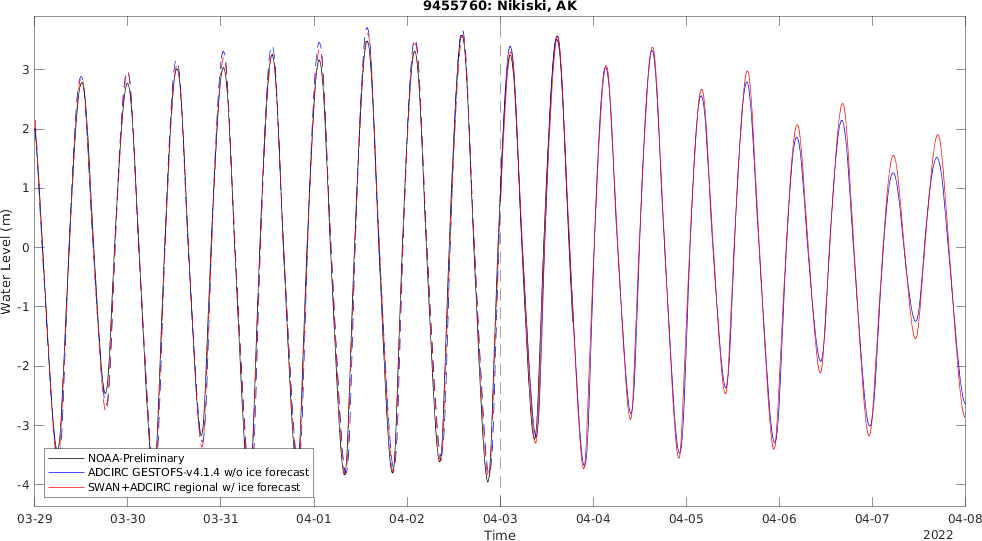 9455760: Nikiski, AK
Water Level (m)
3
2
1
0
-1
-2
-3
-4
NOAA-Preliminary
ADCIRC GESTOFS-v4.1.4 w/o ice forecast
SWAN+ADCIRC regional w/ ice forecast
03-29 03-30 03-31 04-01 04-02 04-03 04-04 04-05 04-06 04-07 04-08
Time
2022